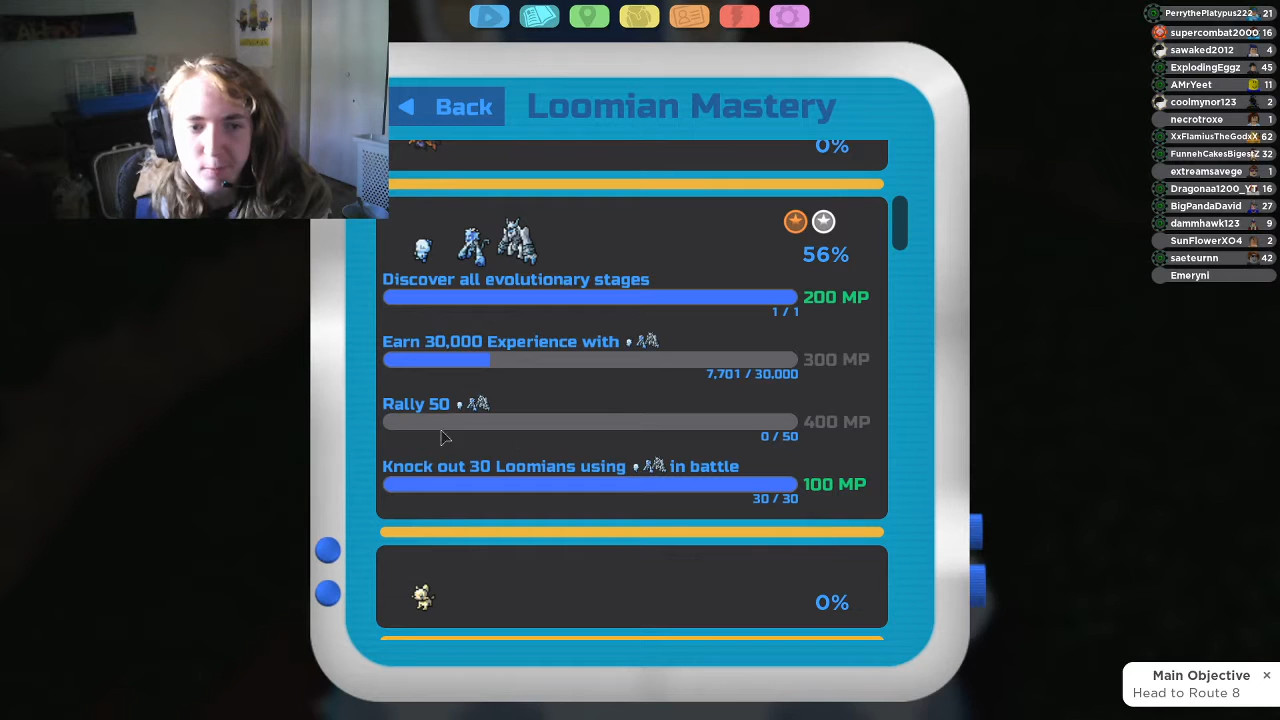 Back
Loomian Mastery
0%
56%
Discover all evolutionary stages
200 MP
1 / 1
Earn 30,000 Experience with
300 MP
7,701 / 30,000
Rally 50
400 MP
0 / 50
Knock out 30 Loomians using in battle
100 MP
30 / 30
0%
PerrythePlatypus222 21
supercombat2000 16
sawaked2012 4
ExplodingEggz 45
AMrYeet 11
coolmynor123 2
necrotroxe 1
XxFlamiusTheGodxX 62
FunnehCakesBigesfZ 32
extreamsavege 1
Dragonaa1200_YT 16
BigPandaDavid 27
dammhawk123 9
SunFlowerXO4 2
saeteurnn 42
Emeryni
Main Objective
Head to Route 8